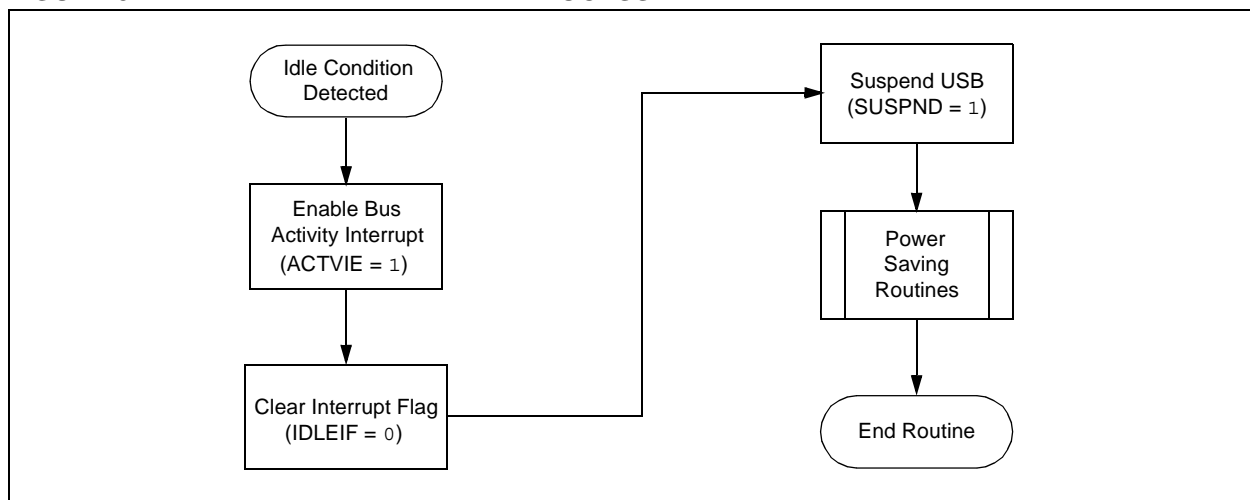 Idle Condition
Detected
Enable Bus
Activity Interrupt
(ACTVIE = 1)
Clear Interrupt Flag
(IDLEIF = 0)
Suspend USB
(SUSPND = 1)
Power
Saving
Routines
End Routine